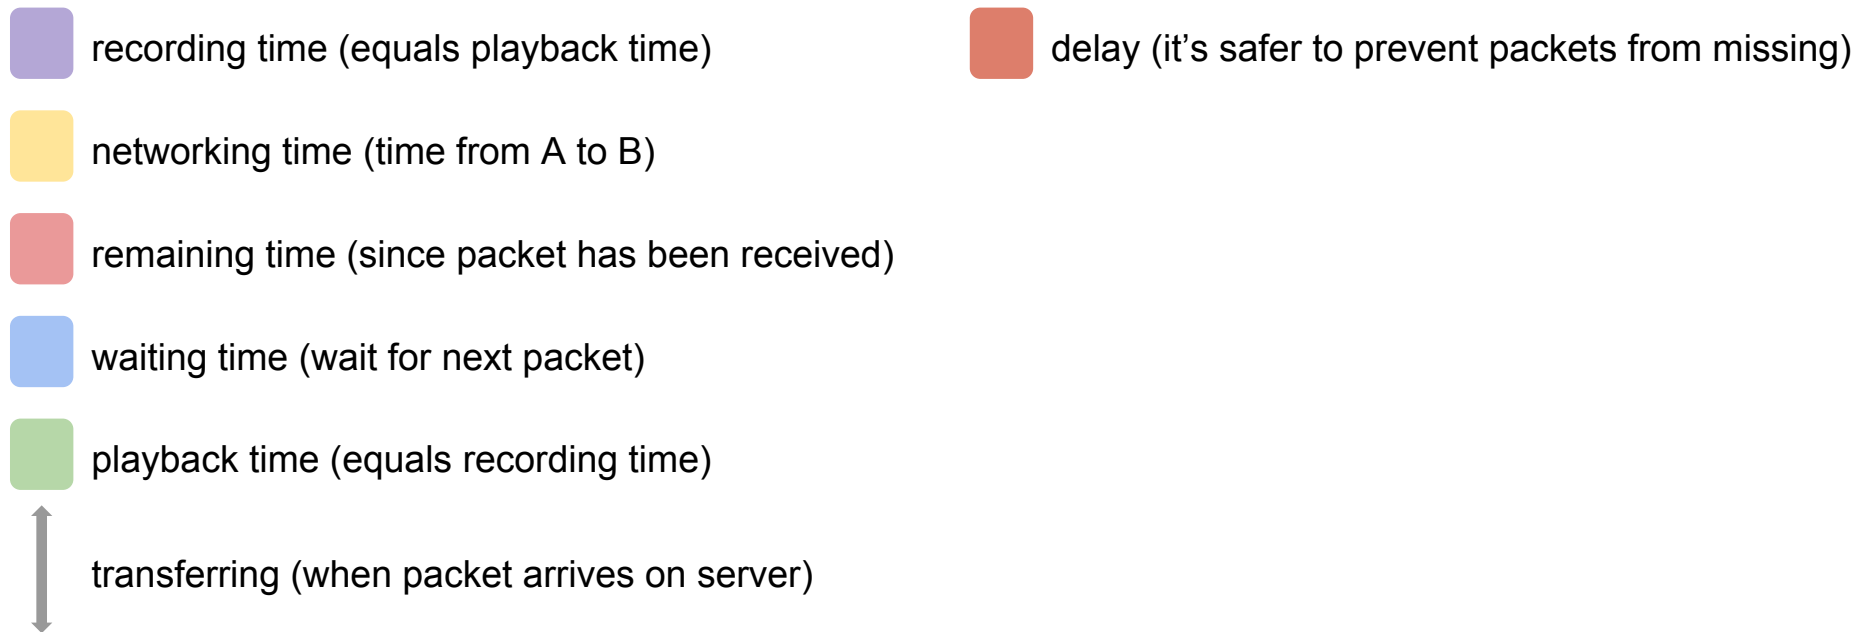 recording time (equals playback time)
delay (it’s safer to prevent packets from missing)
networking time (time from A to B)
remaining time (since packet has been received)
waiting time (wait for next packet)
playback time (equals recording time)
transferring (when packet arrives on server)